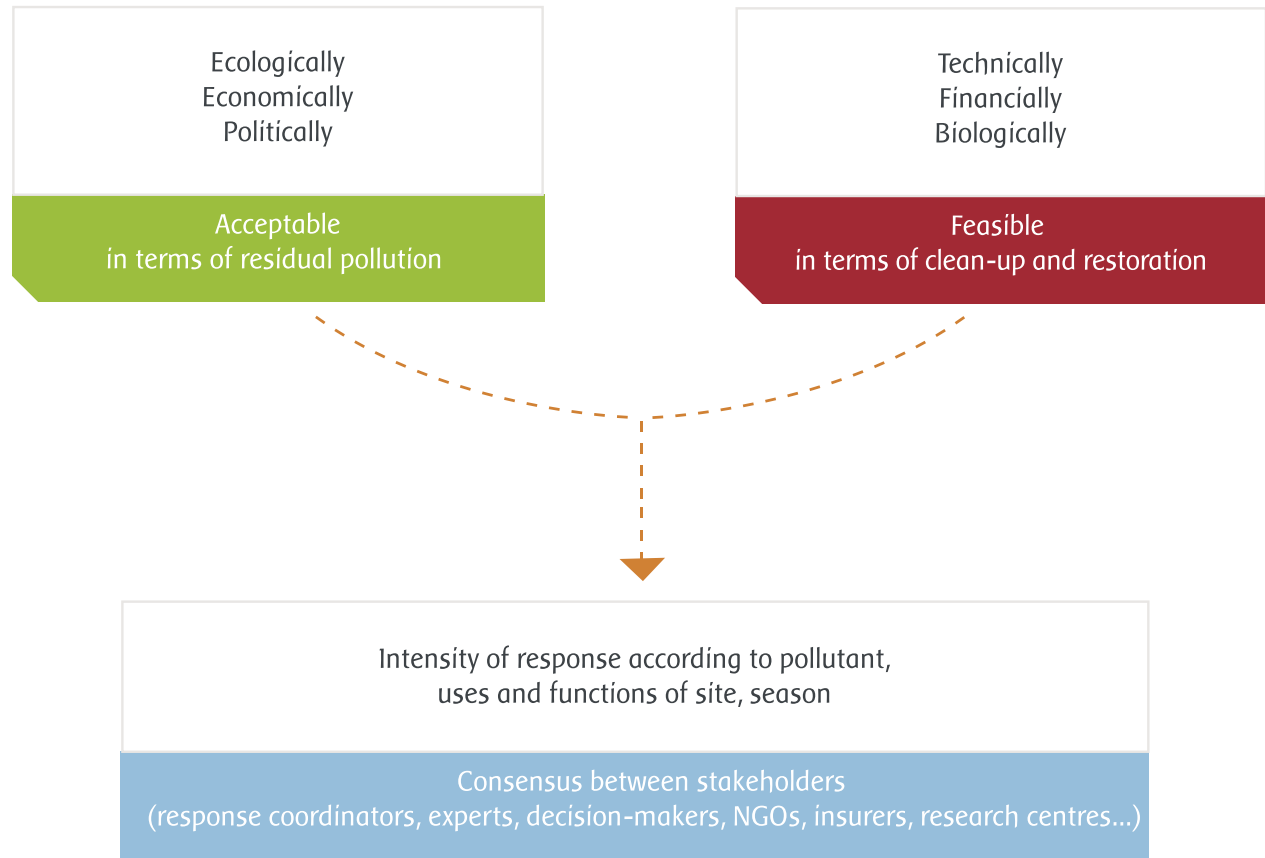 Ecologically
Economically
Politically
Acceptable
in terms of residual pollution
Technically
Financially
Biologically
Feasible
in terms of clean-up and restoration
Intensity of response according to pollutant,
uses and functions of site, season
Consensus between stakeholders
(response coordinators, experts, decision-makers, NGOs, insurers, research centres...)